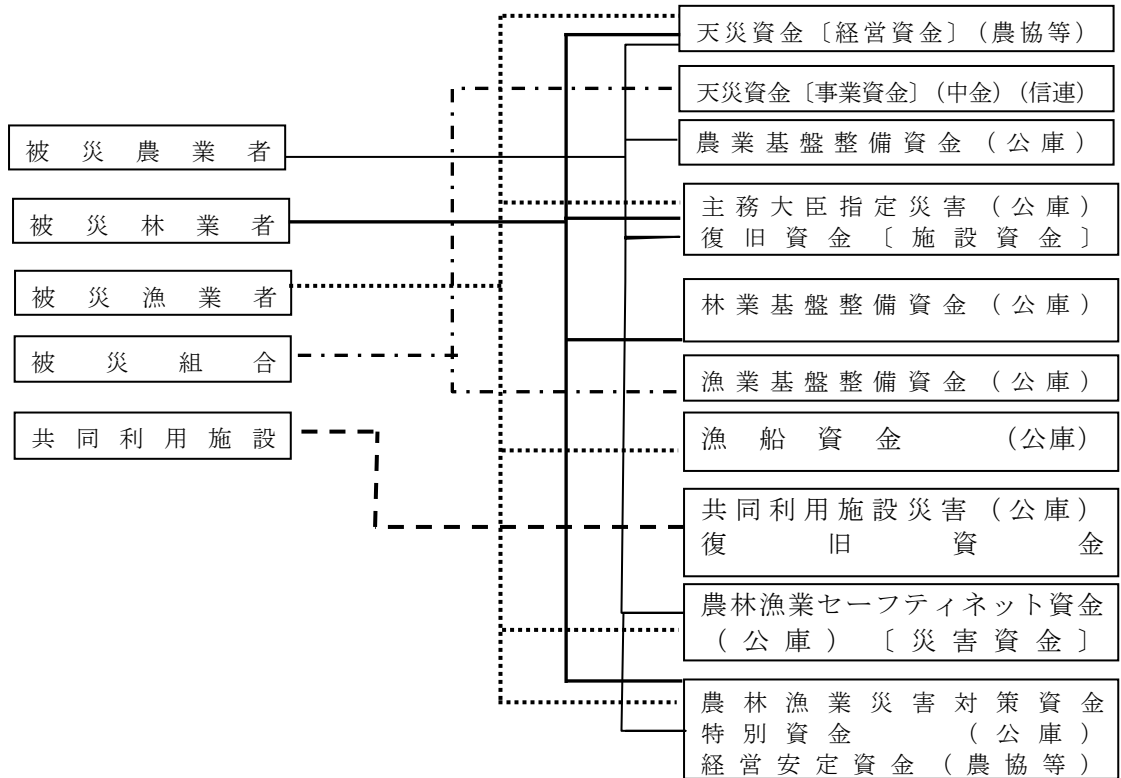 被災農業者
被災林業者
被災漁業者
被災組合
共同利用施設
天災資金〔経営資金〕(農協等)
天災資金〔事業資金〕(中金)(信連)
農業基盤整備資金(公庫)
主務大臣指定災害(公庫)
復旧資金〔施設資金〕
林業基盤整備資金(公庫)
漁業基盤整備資金(公庫)
漁船資金 (公庫)
共同利用施設災害(公庫)
復旧資金
農林漁業セーフティネット資金
(公庫)〔災害資金〕
農林漁業災害対策資金
特別資金 (公庫)
経営安定資金(農協等)